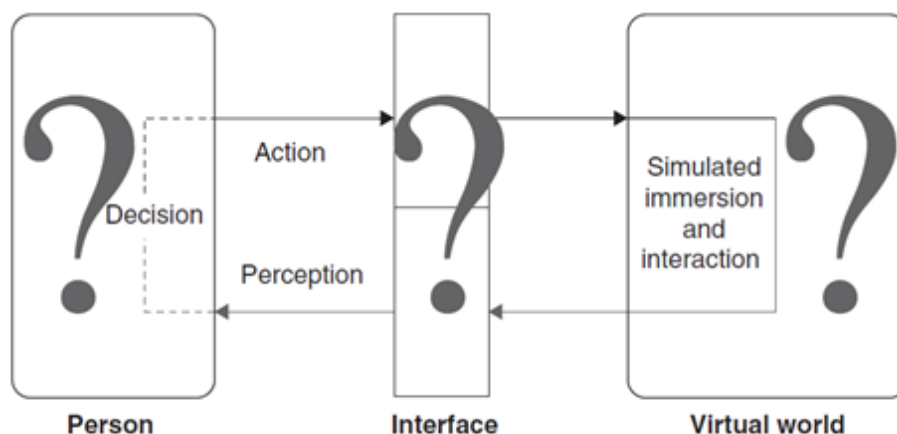 ?
?
?
Action
Decision
Perception
Simulated
immersion
and
interaction
Person
Interface
Virtual world